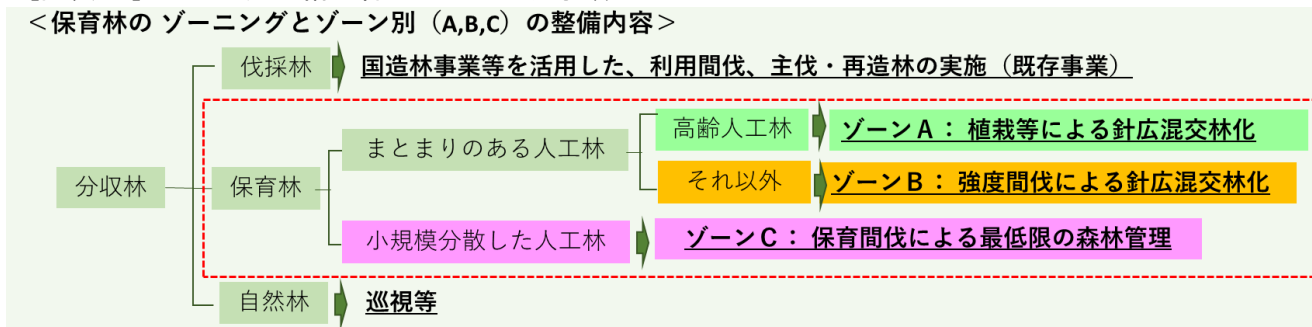 ＜保育林の ゾーニングとゾーン別（A,B,C）の整備内容＞
伐採林 国造林事業等を活用した、利用間伐、主伐・再造林の実施（既存事業）
高齢人工林 ゾーンＡ： 植栽等による針広混交林化
まとまりのある人工林
それ以外 ゾーンＢ： 強度間伐による針広混交林化
分収林 保育林
小規模分散した人工林 ゾーンＣ： 保育間伐による最低限の森林管理
自然林 巡視等